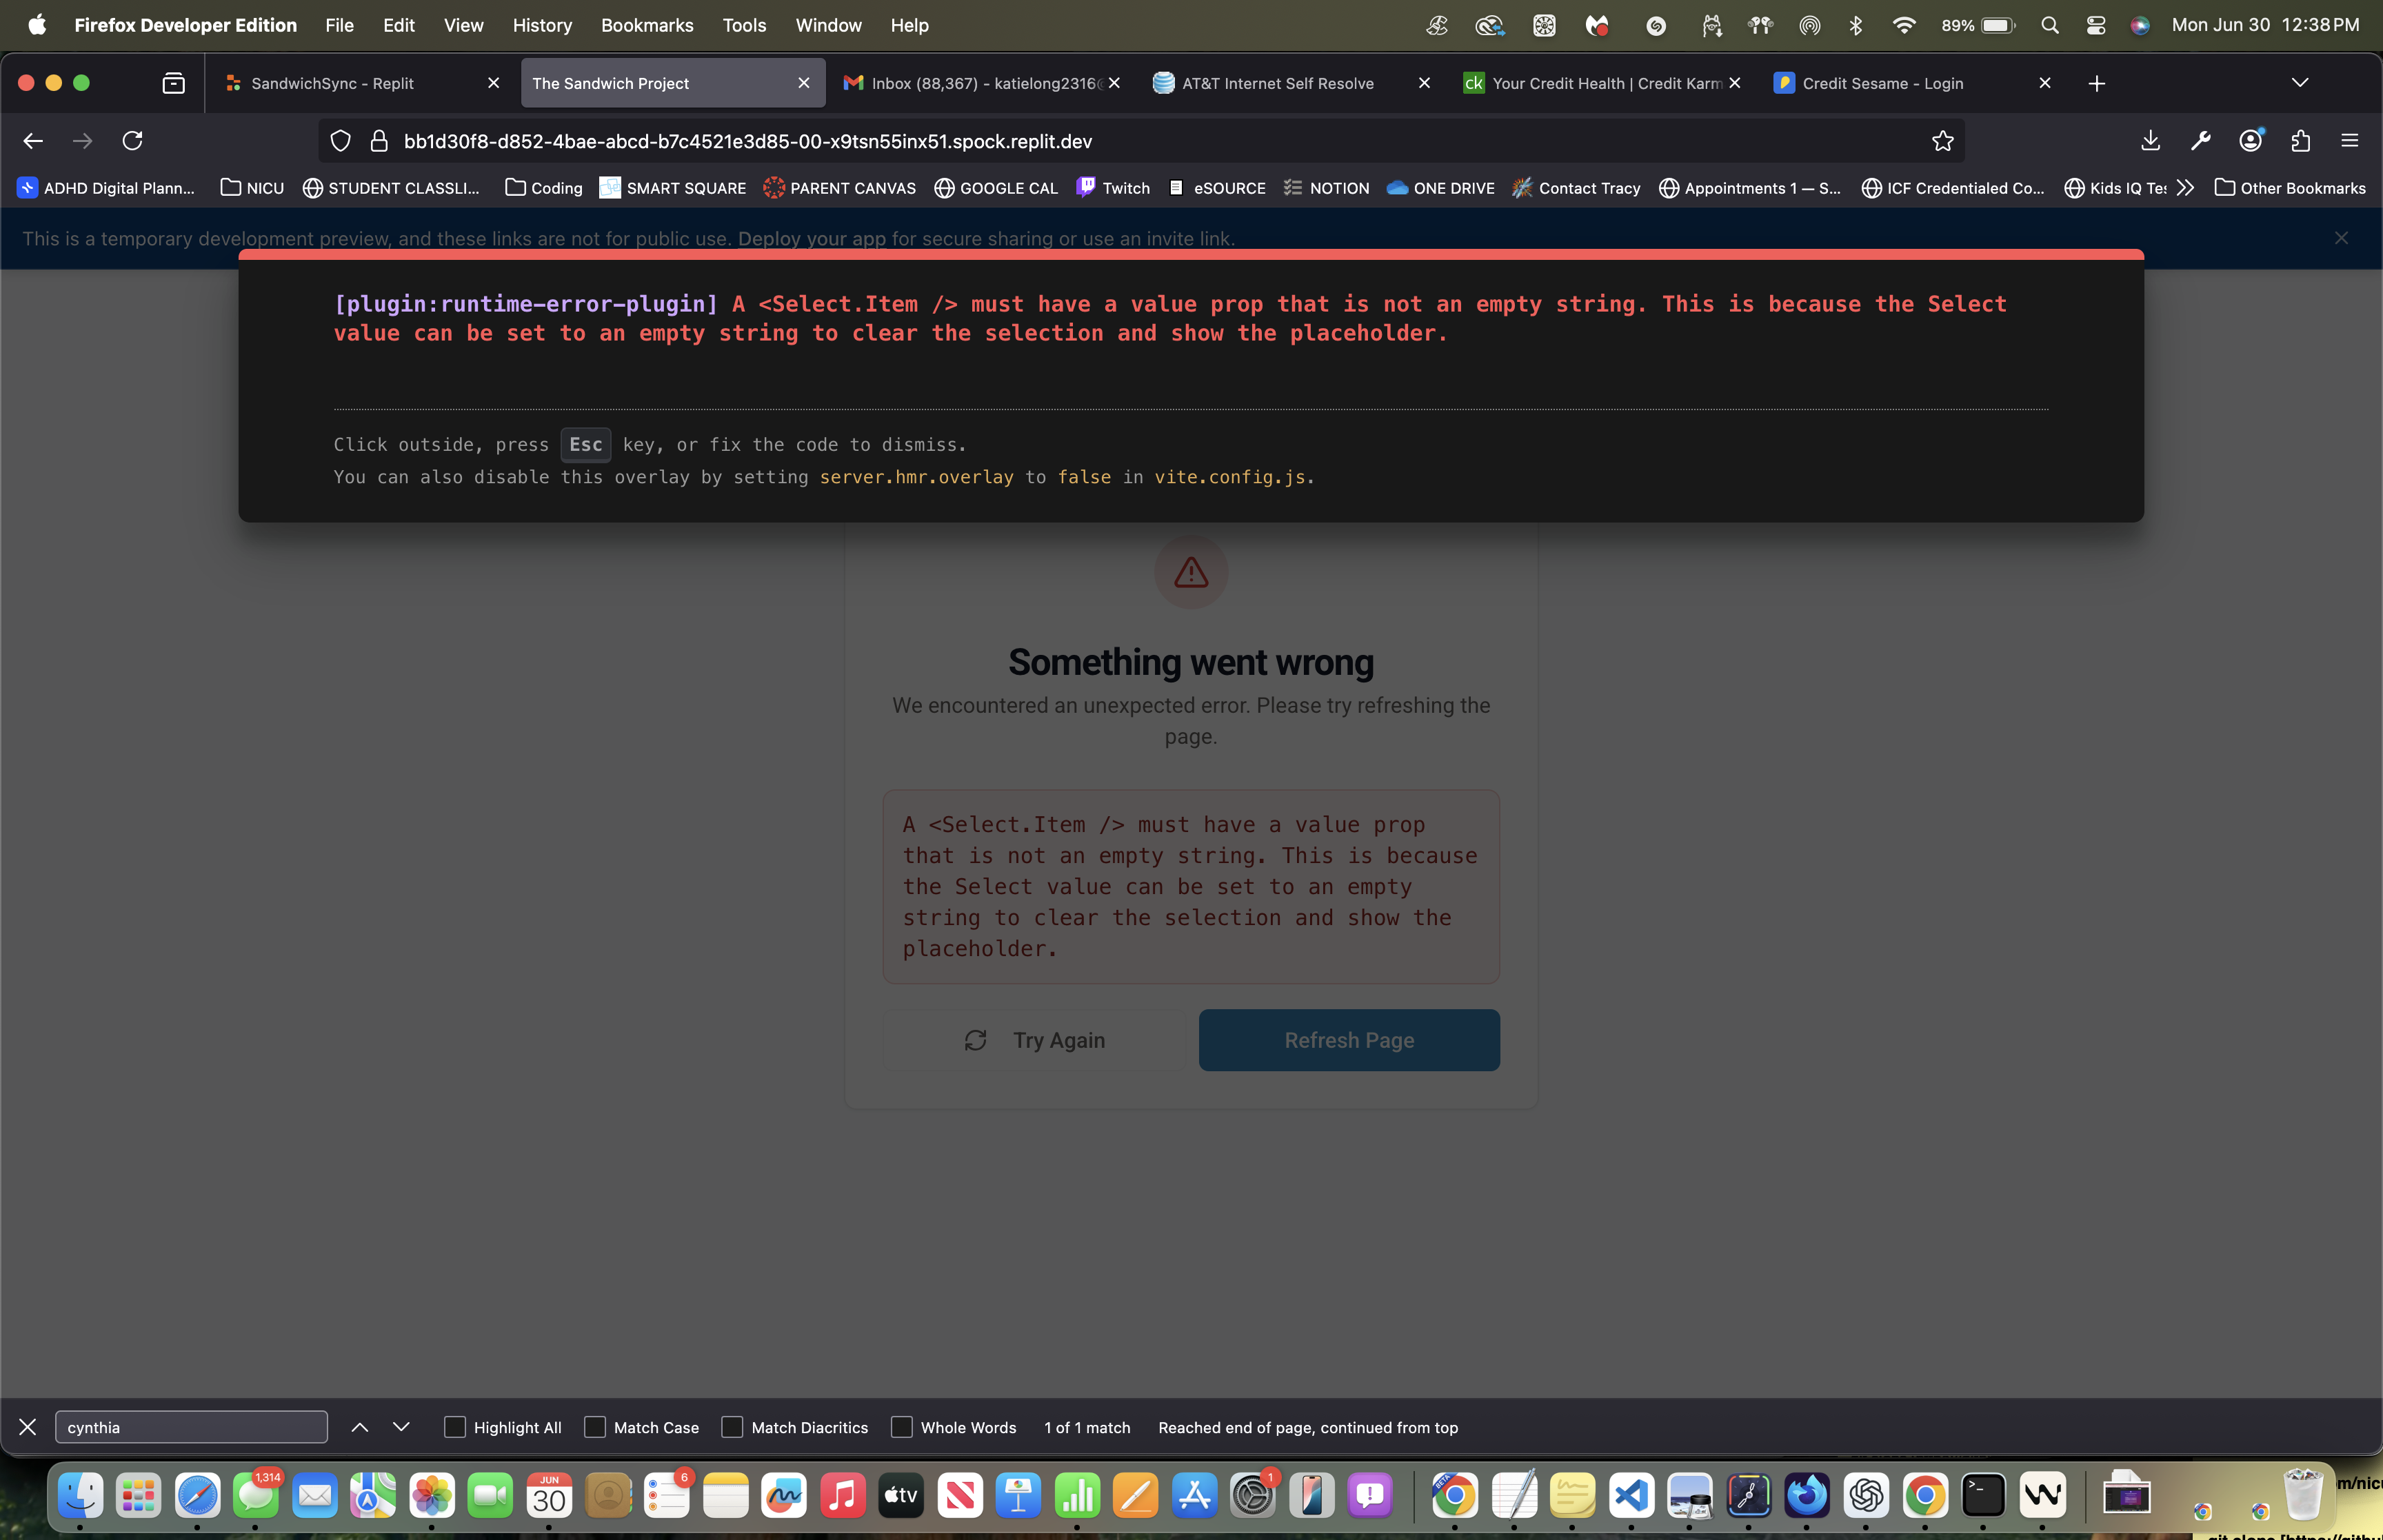 Firefox Developer Edition File Edit View History Bookmarks Tools Window Help 89% Mon Jun 30 12:38 PM
SandwichSync - Replit The Sandwich Project Inbox (88,367) - katielong2316 AT&T Internet Self Resolve ck Your Credit Health | Credit Karm Credit Sesame - Login
bb1d30f8-d852-4bae-abcd-b7c4521e3d85-00-x9tsn55inx51.spock.replit.dev
ADHD Digital Plann... NICU STUDENT CLASSLI... Coding SMART SQUARE PARENT CANVAS GOOGLE CAL Twitch eSOURCE NOTION ONE DRIVE Contact Tracy Appointments 1 — S... ICF Credentialed Co... Kids IQ Tes Other Bookmarks
This is a temporary development preview, and these links are not for public use. Deploy your app for secure sharing or use an invite link.
[plugin:runtime-error-plugin] A <Select.Item /> must have a value prop that is not an empty string. This is because the Select
value can be set to an empty string to clear the selection and show the placeholder.
Click outside, press Esc key, or fix the code to dismiss.
You can also disable this overlay by setting server.hmr.overlay to false in vite.config.js.
Something went wrong
We encountered an unexpected error. Please try refreshing the
page.
A <Select.Item /> must have a value prop
that is not an empty string. This is because
the Select value can be set to an empty
string to clear the selection and show the
placeholder.
Try Again Refresh Page
cynthia Highlight All Match Case Match Diacritics Whole Words 1 of 1 match Reached end of page, continued from top
1,314 JUN 30 6 tv 1 BETA